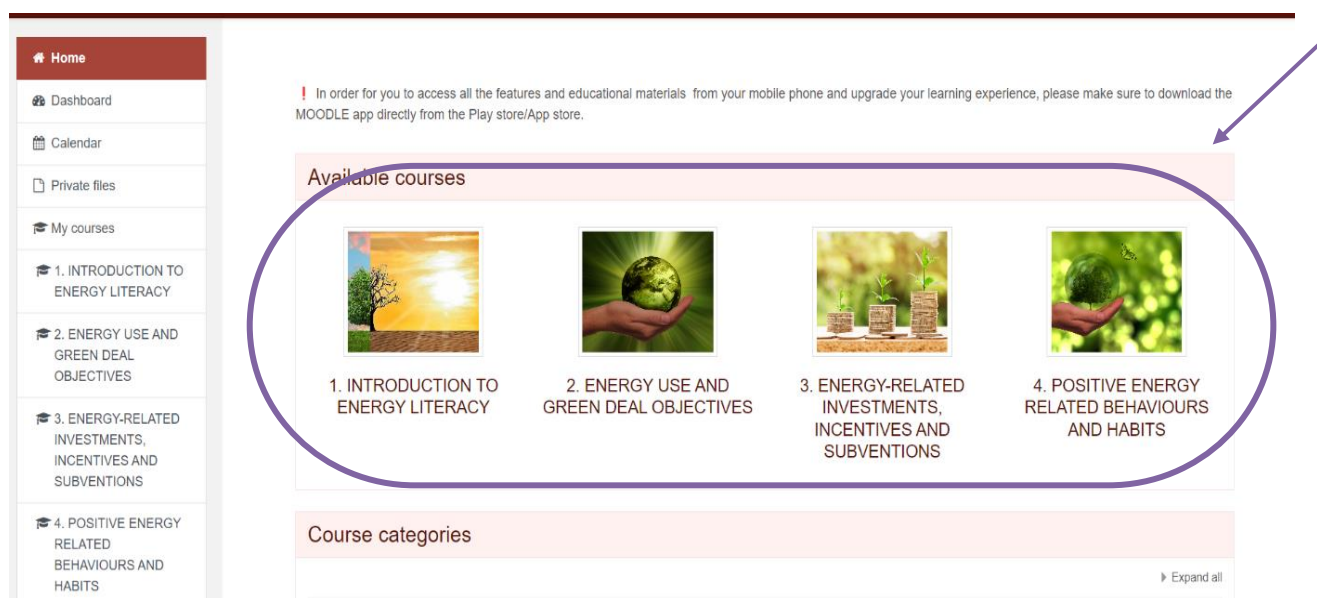 Home
Dashboard
Calendar
Private files
My courses
1. INTRODUCTION TO
ENERGY LITERACY
2. ENERGY USE AND
GREEN DEAL
OBJECTIVES
3. ENERGY-RELATED
INVESTMENTS,
INCENTIVES AND
SUBVENTIONS
4. POSITIVE ENERGY
RELATED
BEHAVIOURS AND
HABITS
❗ In order for you to access all the features and educational materials from your mobile phone and upgrade your learning experience, please make sure to download the
MOODLE app directly from the Play store/App store.
Available courses
1. INTRODUCTION TO
ENERGY LITERACY
2. ENERGY USE AND
GREEN DEAL OBJECTIVES
3. ENERGY-RELATED
INVESTMENTS,
INCENTIVES AND
SUBVENTIONS
4. POSITIVE ENERGY
RELATED BEHAVIOURS
AND HABITS
Course categories
Expand all